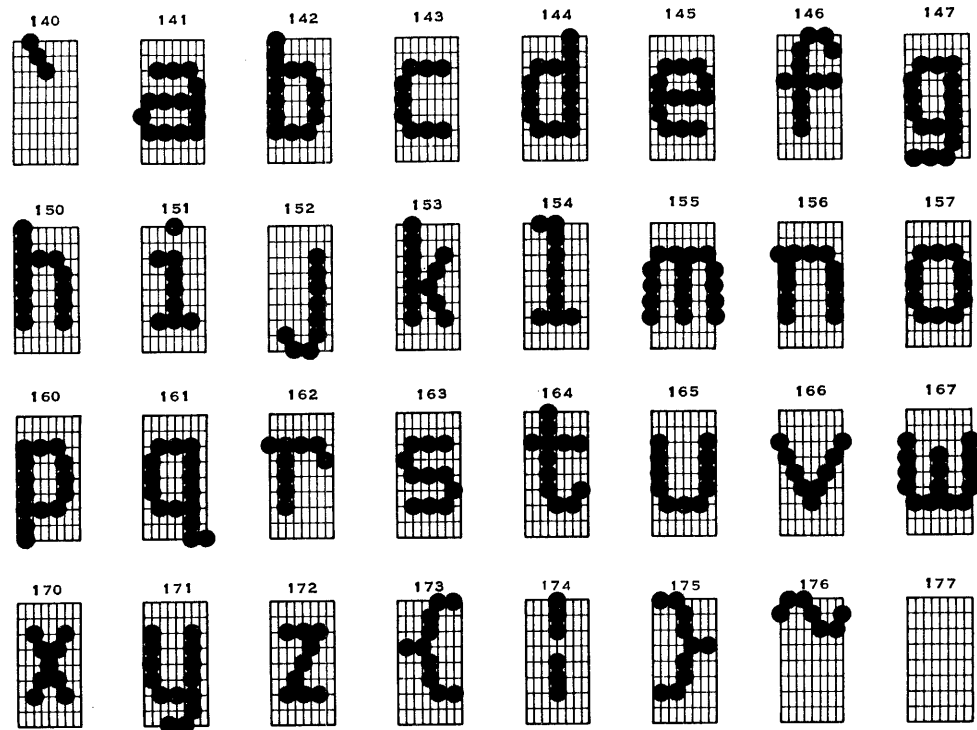 140 141 142 143 144 145 146 147
` a b c d e f g
150 151 152 153 154 155 156 157
h i j k l m n o
160 161 162 163 164 165 166 167
p q r s t u v w
170 171 172 173 174 175 176 177
x y z { | } ~